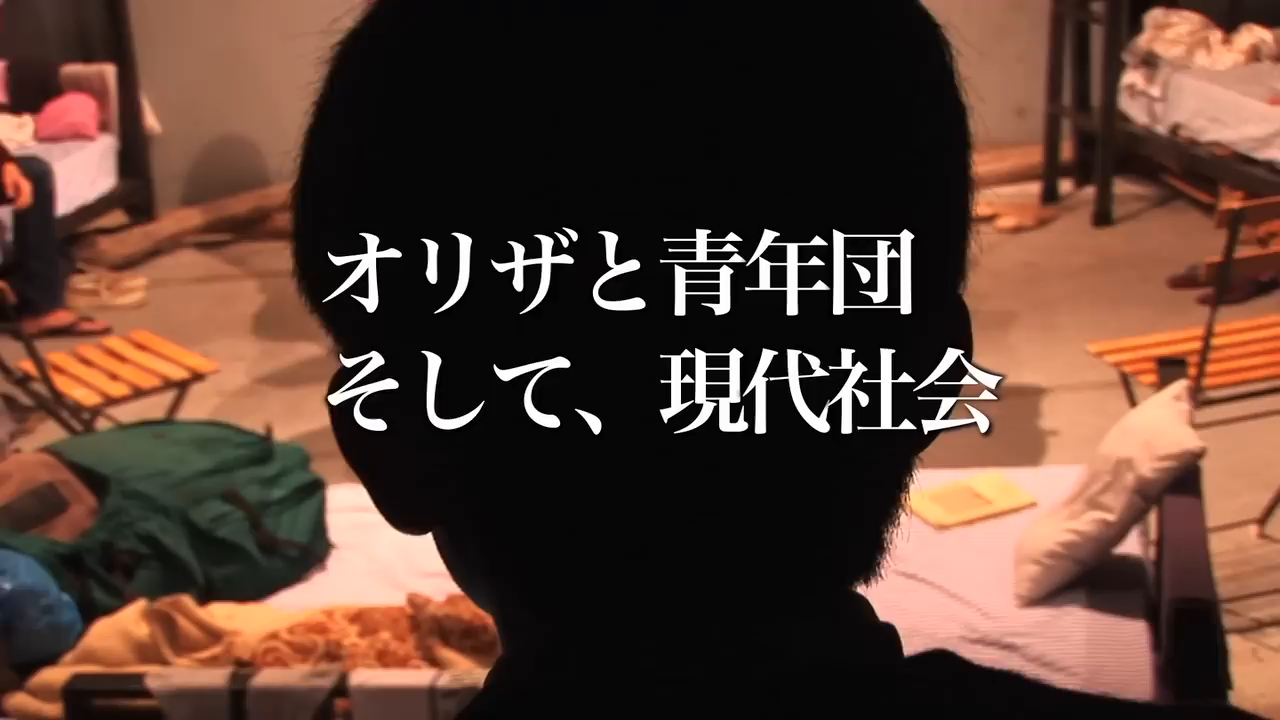 オリザと青年団
そして、現代社会